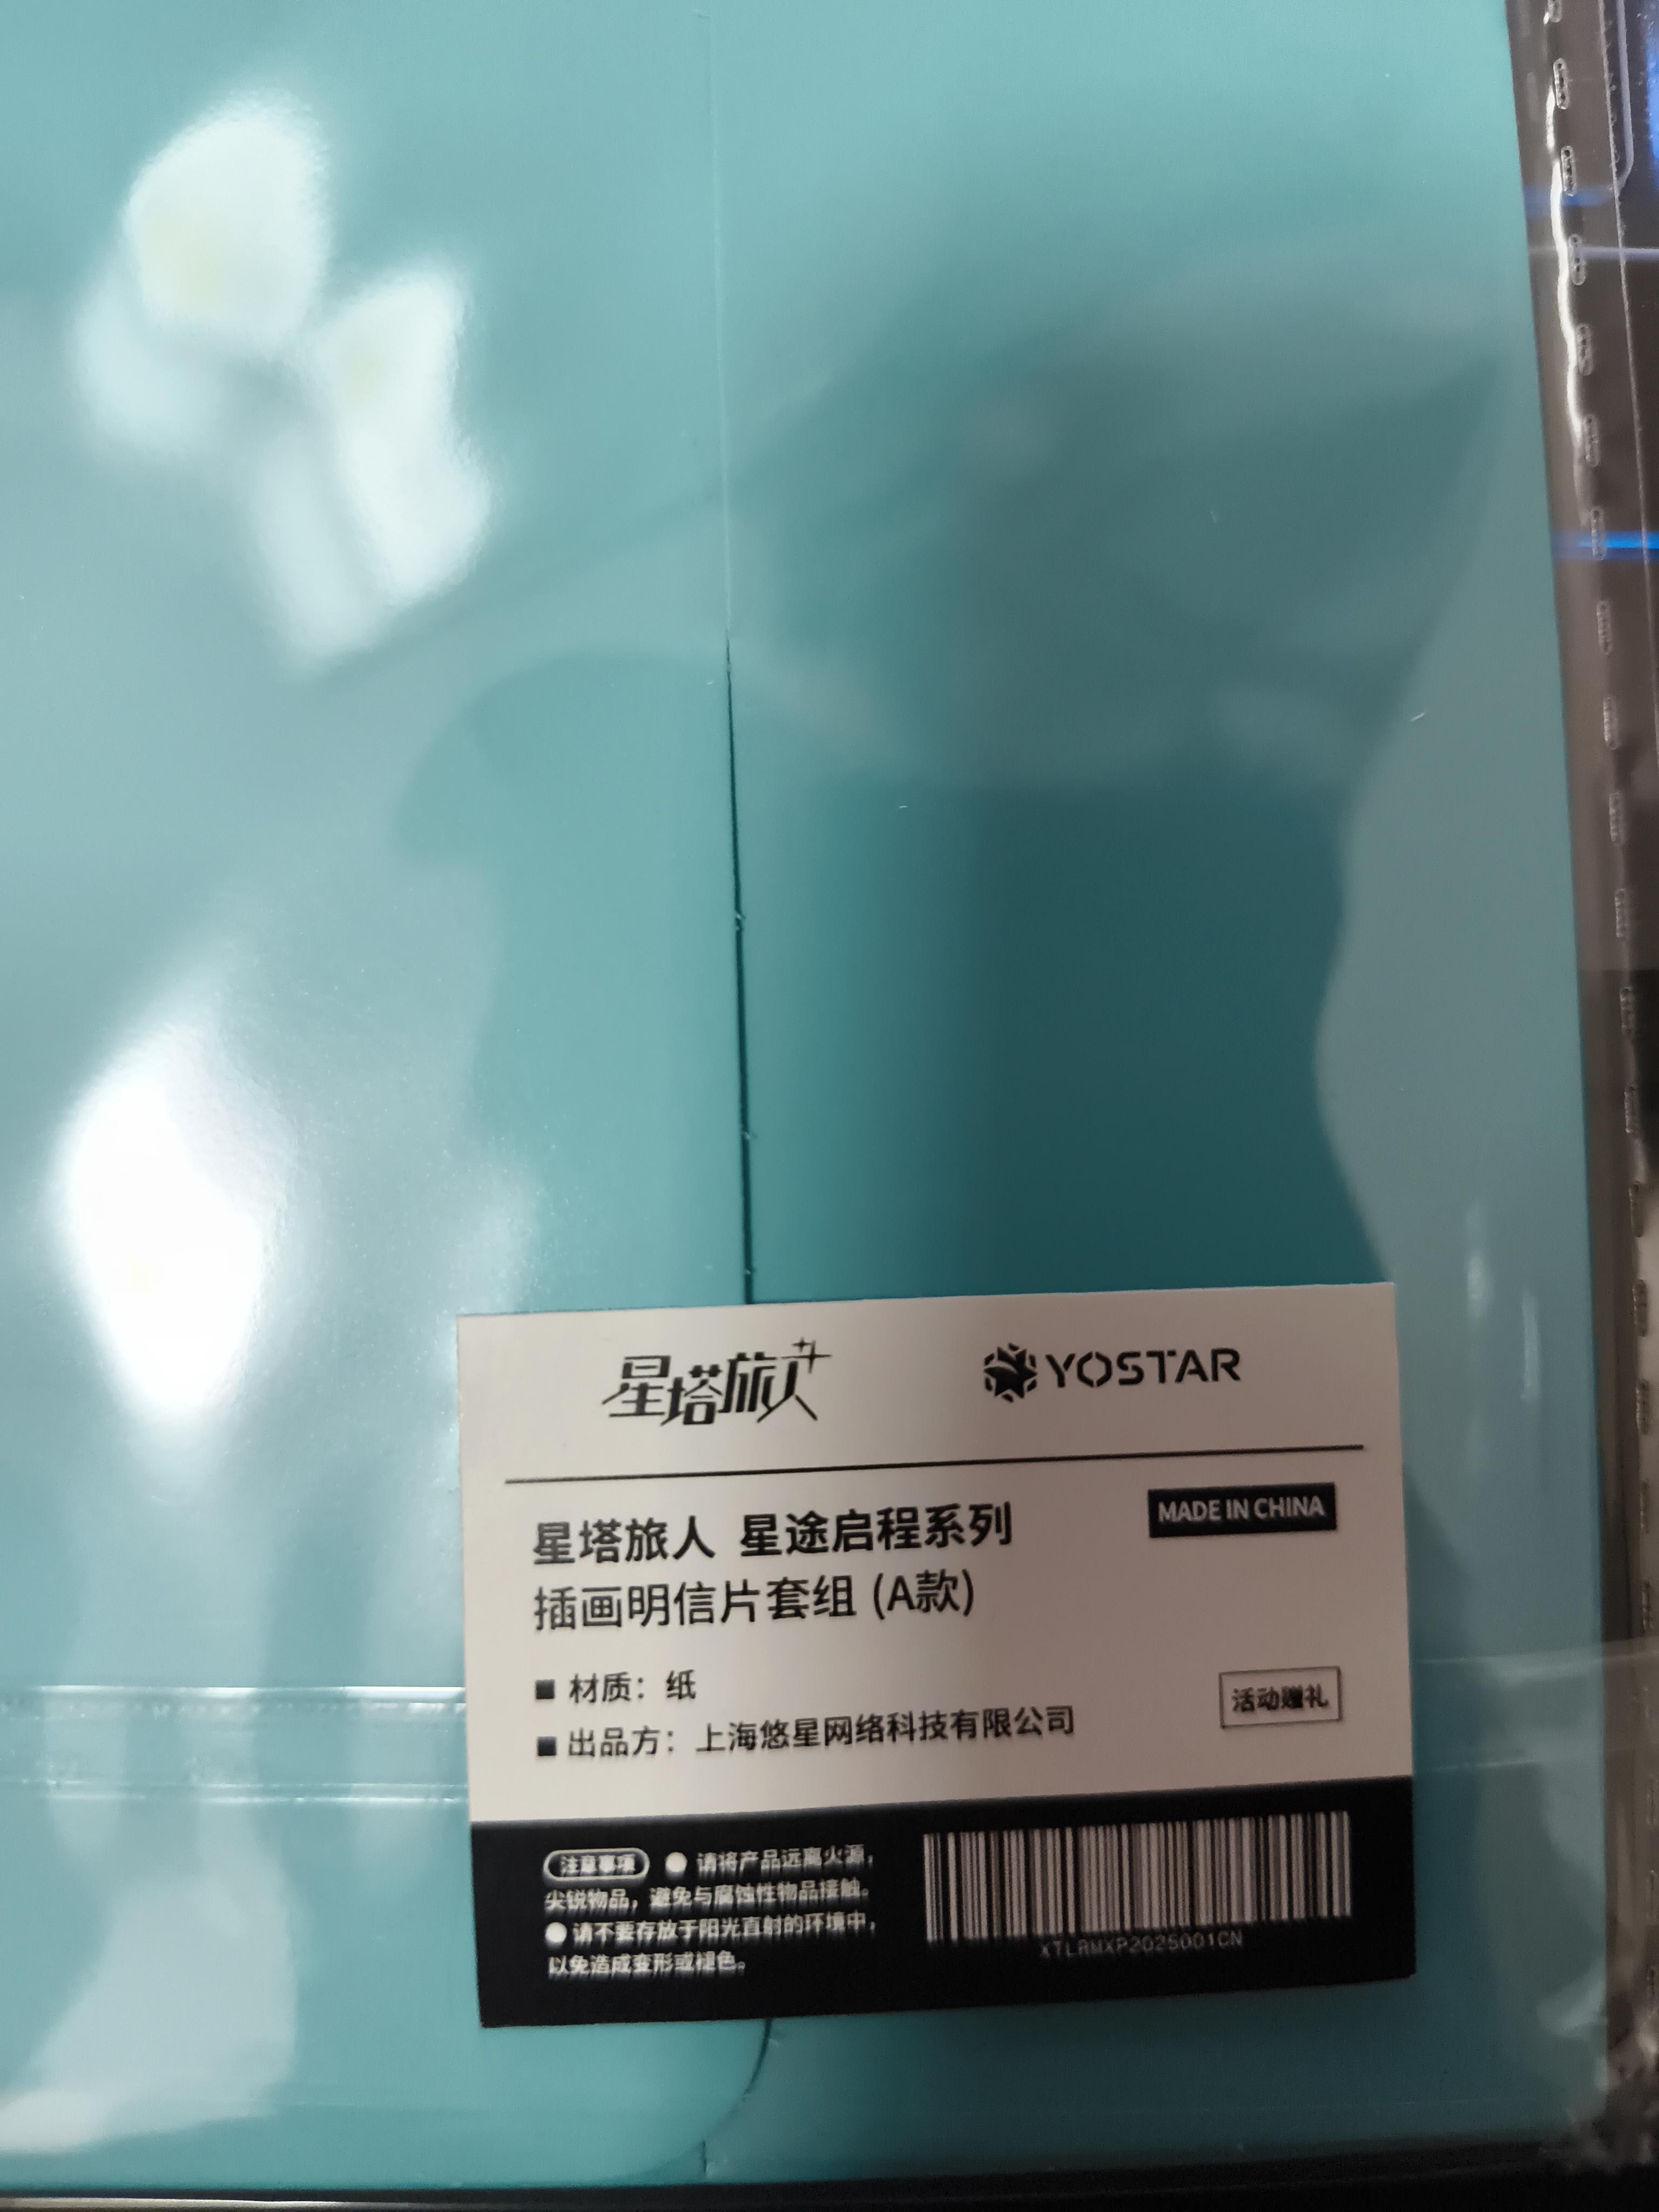 星塔旅人
YOSTAR
星塔旅人 星途启程系列
MADE IN CHINA
插画明信片套组 (A款)
■ 材质：纸
活动赠礼
■ 出品方：上海悠星网络科技有限公司
注意事项 ● 请将产品远离火源，
尖锐物品，避免与腐蚀性物品接触。
● 请不要存放于阳光直射的环境中，
以免造成变形或褪色。
XTLRMXP2025001CN